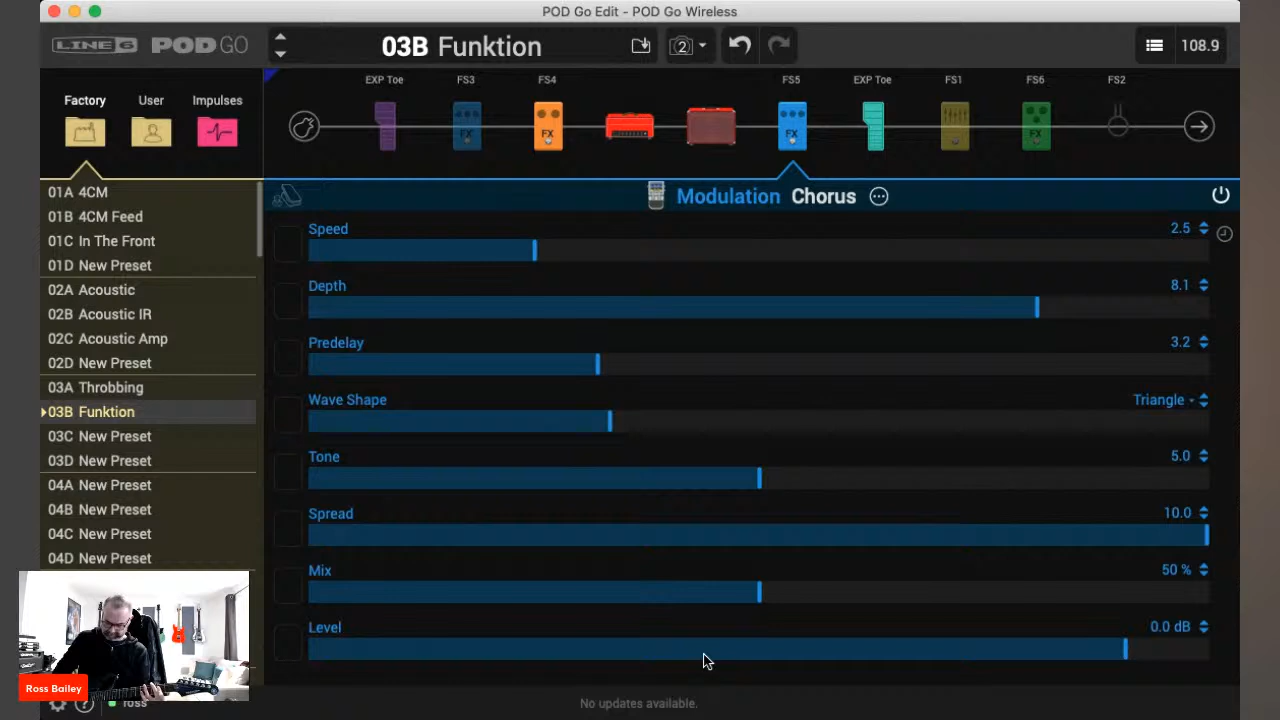 POD Go Edit - POD Go Wireless
LINE 6 POD GO
03B Funktion
2
108.9
Factory User Impulses
EXP Toe FS3 FS4 FS5 EXP Toe FS1 FS6 FS2
FX FX FX FX
Modulation Chorus
01A 4CM
01B 4CM Feed
01C In The Front
01D New Preset
02A Acoustic
02B Acoustic IR
02C Acoustic Amp
02D New Preset
03A Throbbing
03B Funktion
03C New Preset
03D New Preset
04A New Preset
04B New Preset
04C New Preset
04D New Preset
Speed 2.5
Depth 8.1
Predelay 3.2
Wave Shape Triangle
Tone 5.0
Spread 10.0
Mix 50 %
Level 0.0 dB
Ross Bailey
ross
No updates available.